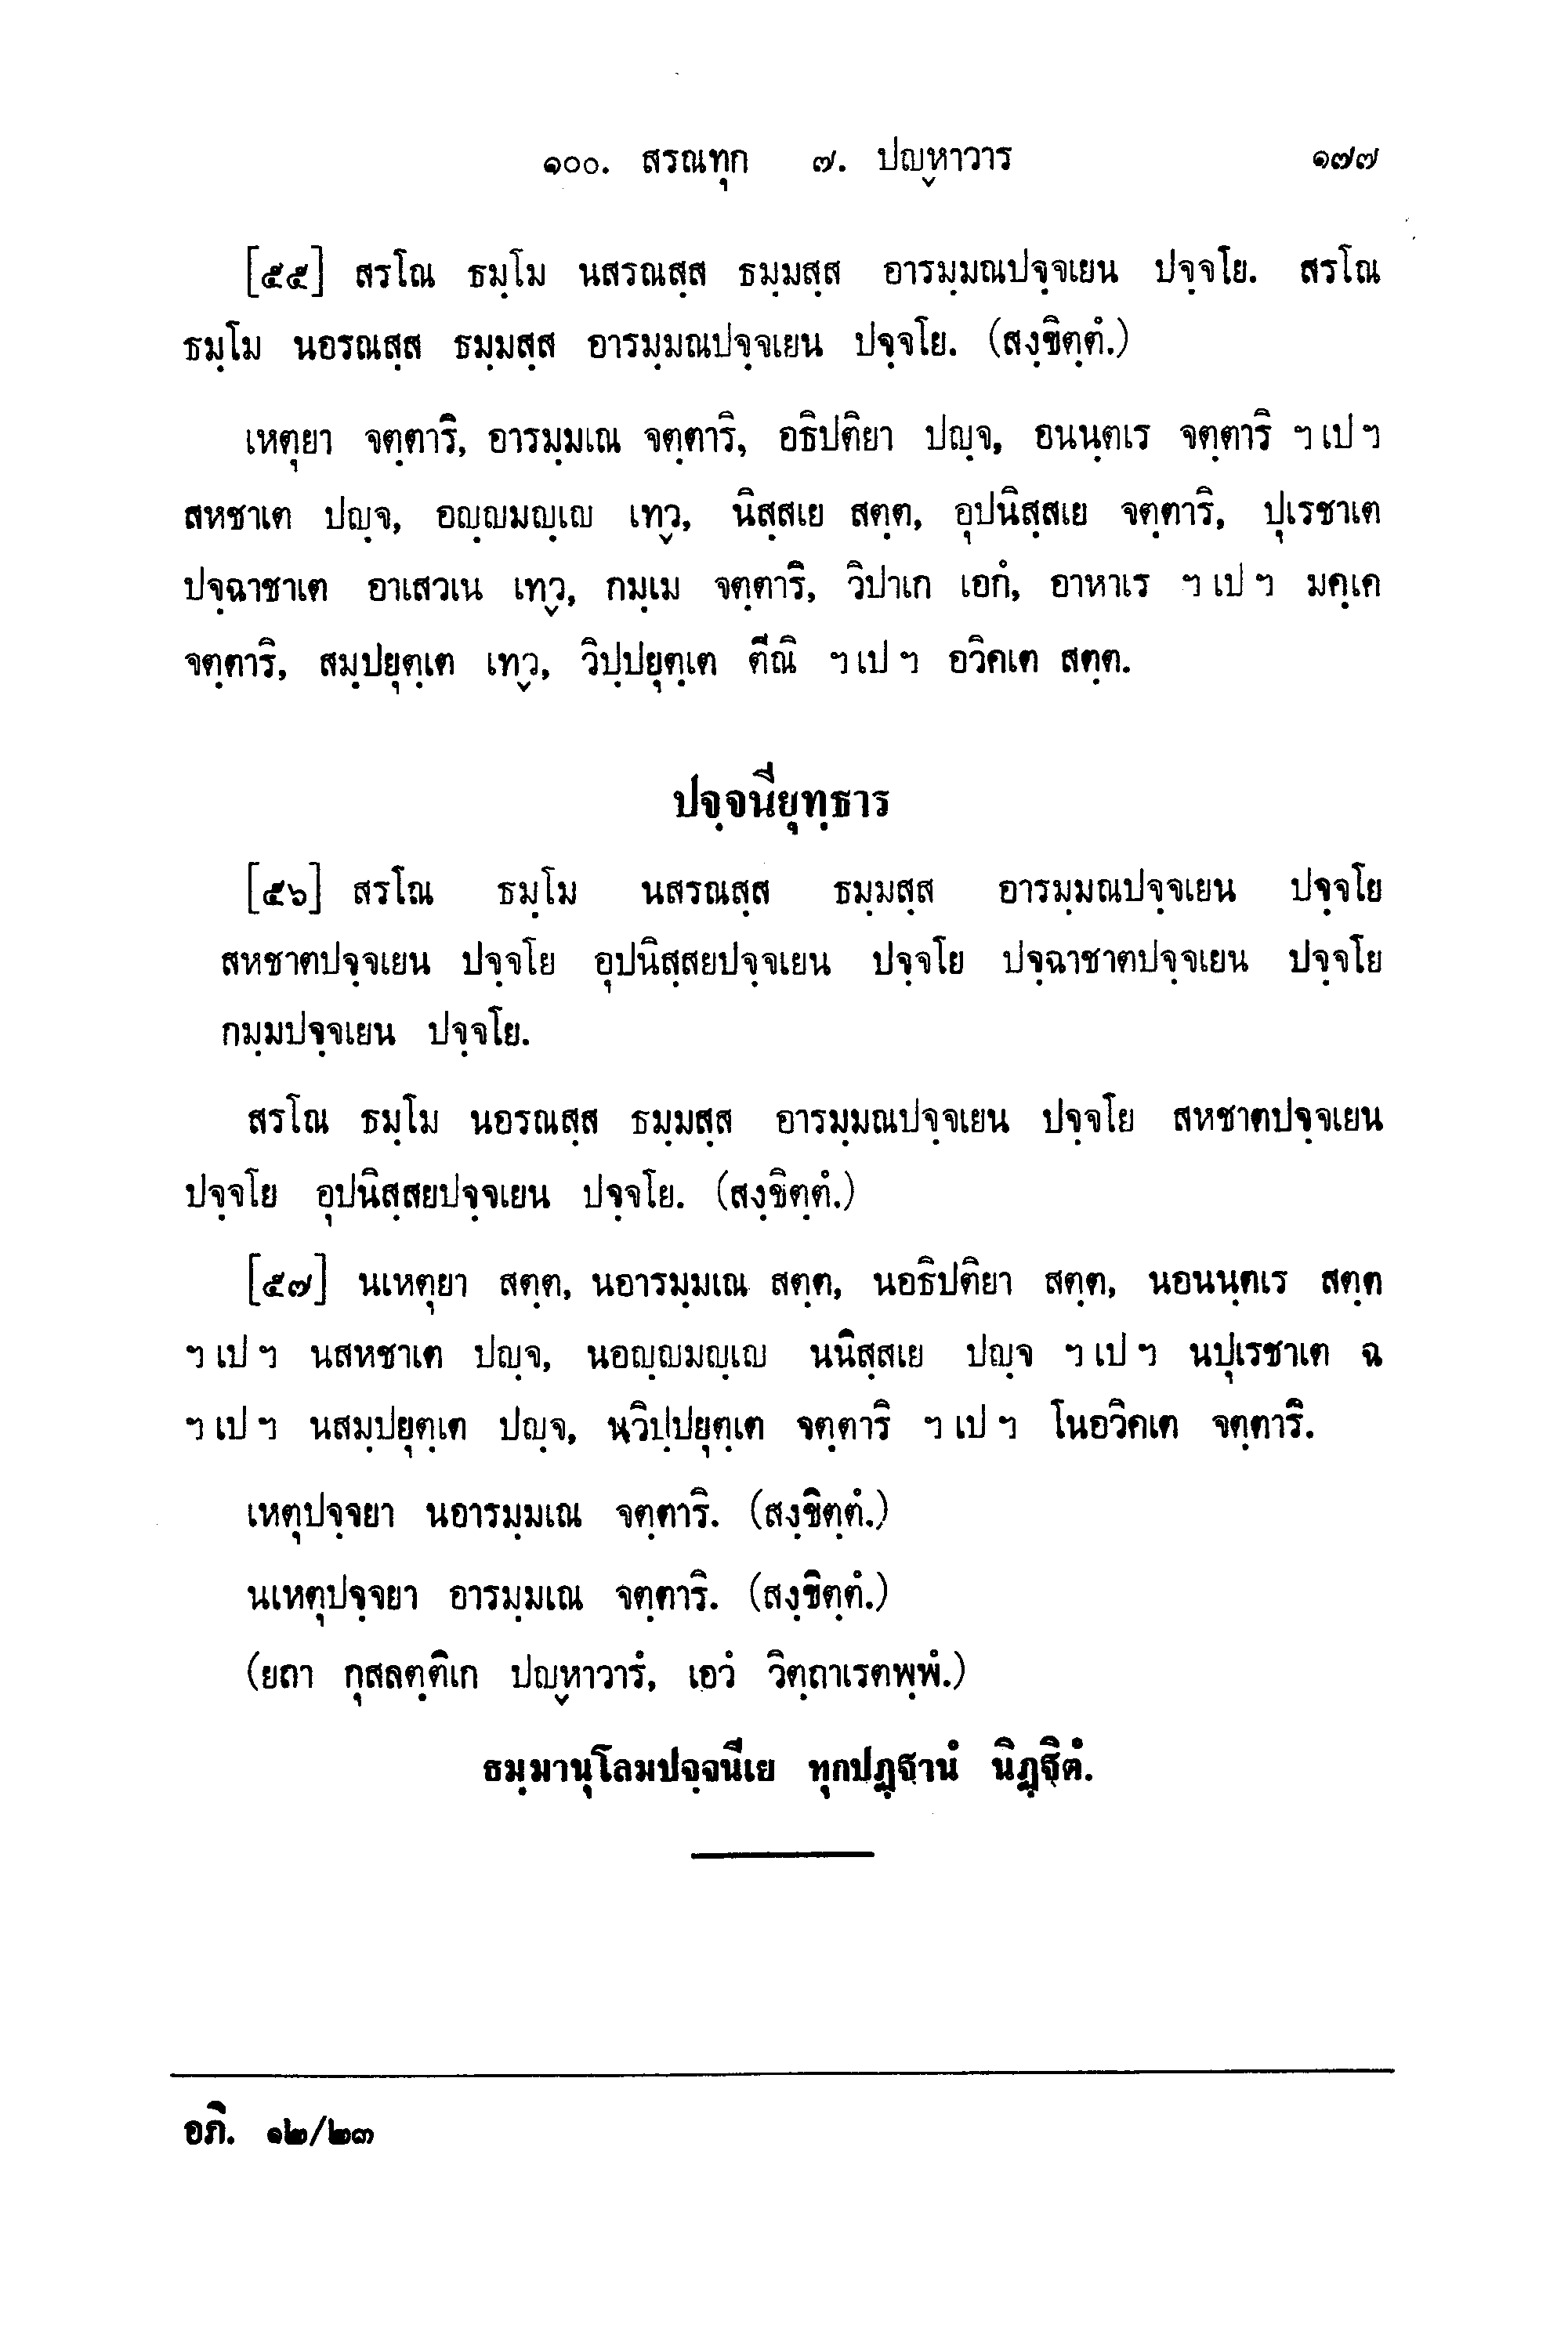 ๑๐๐. สรณทุก ๗. ปญฺหาวาร ๑๗๗
[๕๕] สรโณ ธมฺโม นสรณสฺส ธมฺมสฺส อารมฺมณปจฺจเยน ปจฺจโย. สรโณ
ธมฺโม นอรณสฺส ธมฺมสฺส อารมฺมณปจฺจเยน ปจฺจโย. (สงฺขิตฺตํ.)
เหตุยา จตฺตาริ, อารมฺมเณ จตฺตาริ, อธิปติยา ปญฺจ, อนนฺตเร จตฺตาริ ฯ เป ฯ
สหชาเต ปญฺจ, อญฺญมญฺเญ เทฺว, นิสฺสเย สตฺต, อุปนิสฺสเย จตฺตาริ, ปุเรชาเต
ปจฺฉาชาเต อาเสวเน เทฺว, กมฺเม จตฺตาริ, วิปาเก เอกํ, อาหาเร ฯ เป ฯ มคฺเค
จตฺตาริ, สมฺปยุตฺเต เทฺว, วิปฺปยุตฺเต ตีณิ ฯ เป ฯ อวิคเต สตฺต.
ปจฺจนียุทฺธาร
[๕๖] สรโณ ธมฺโม นสรณสฺส ธมฺมสฺส อารมฺมณปจฺจเยน ปจฺจโย
สหชาตปจฺจเยน ปจฺจโย อุปนิสฺสยปจฺจเยน ปจฺจโย ปจฺฉาชาตปจฺจเยน ปจฺจโย
กมฺมปจฺจเยน ปจฺจโย.
สรโณ ธมฺโม นอรณสฺส ธมฺมสฺส อารมฺมณปจฺจเยน ปจฺจโย สหชาตปจฺจเยน
ปจฺจโย อุปนิสฺสยปจฺจเยน ปจฺจโย. (สงฺขิตฺตํ.)
[๕๗] นเหตุยา สตฺต, นอารมฺมเณ สตฺต, นอธิปติยา สตฺต, นอนนฺตเร สตฺต
ฯ เป ฯ นสหชาเต ปญฺจ, นอญฺญมญฺเญ นนิสฺสเย ปญฺจ ฯ เป ฯ นปุเรชาเต ฉ
ฯ เป ฯ นสมฺปยุตฺเต ปญฺจ, นวิปฺปยุตฺเต จตฺตาริ ฯ เป ฯ โนอวิคเต จตฺตาริ.
เหตุปจฺจยา นอารมฺมเณ จตฺตาริ. (สงฺขิตฺตํ.)
นเหตุปจฺจยา อารมฺมเณ จตฺตาริ. (สงฺขิตฺตํ.)
(ยถา กุสลตฺติเก ปญฺหาวารํ, เอวํ วิตฺถาเรตพฺพํ.)
ธมฺมานุโลมปจฺจนีเย ทุกปฏฺฐานํ นิฏฺฐิตํ.
อภิ. ๑๒/๒๓